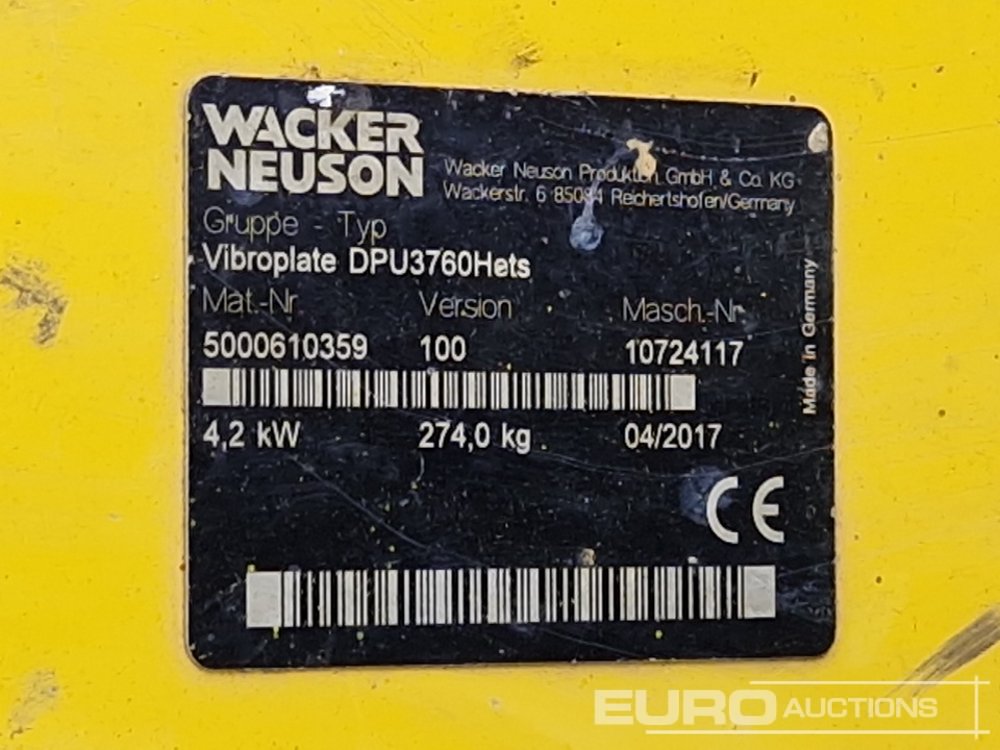 WACKER
NEUSON
Wacker Neuson Produktion GmbH & Co. KG
Wackerstr. 6 85084 Reichertshofen/Germany
Gruppe - Typ
Vibroplate DPU3760Hets
Mat.-Nr Version Masch.-Nr
5000610359 100 10724117
4,2 kW 274,0 kg 04/2017
Made in Germany
CE
EURO AUCTIONS